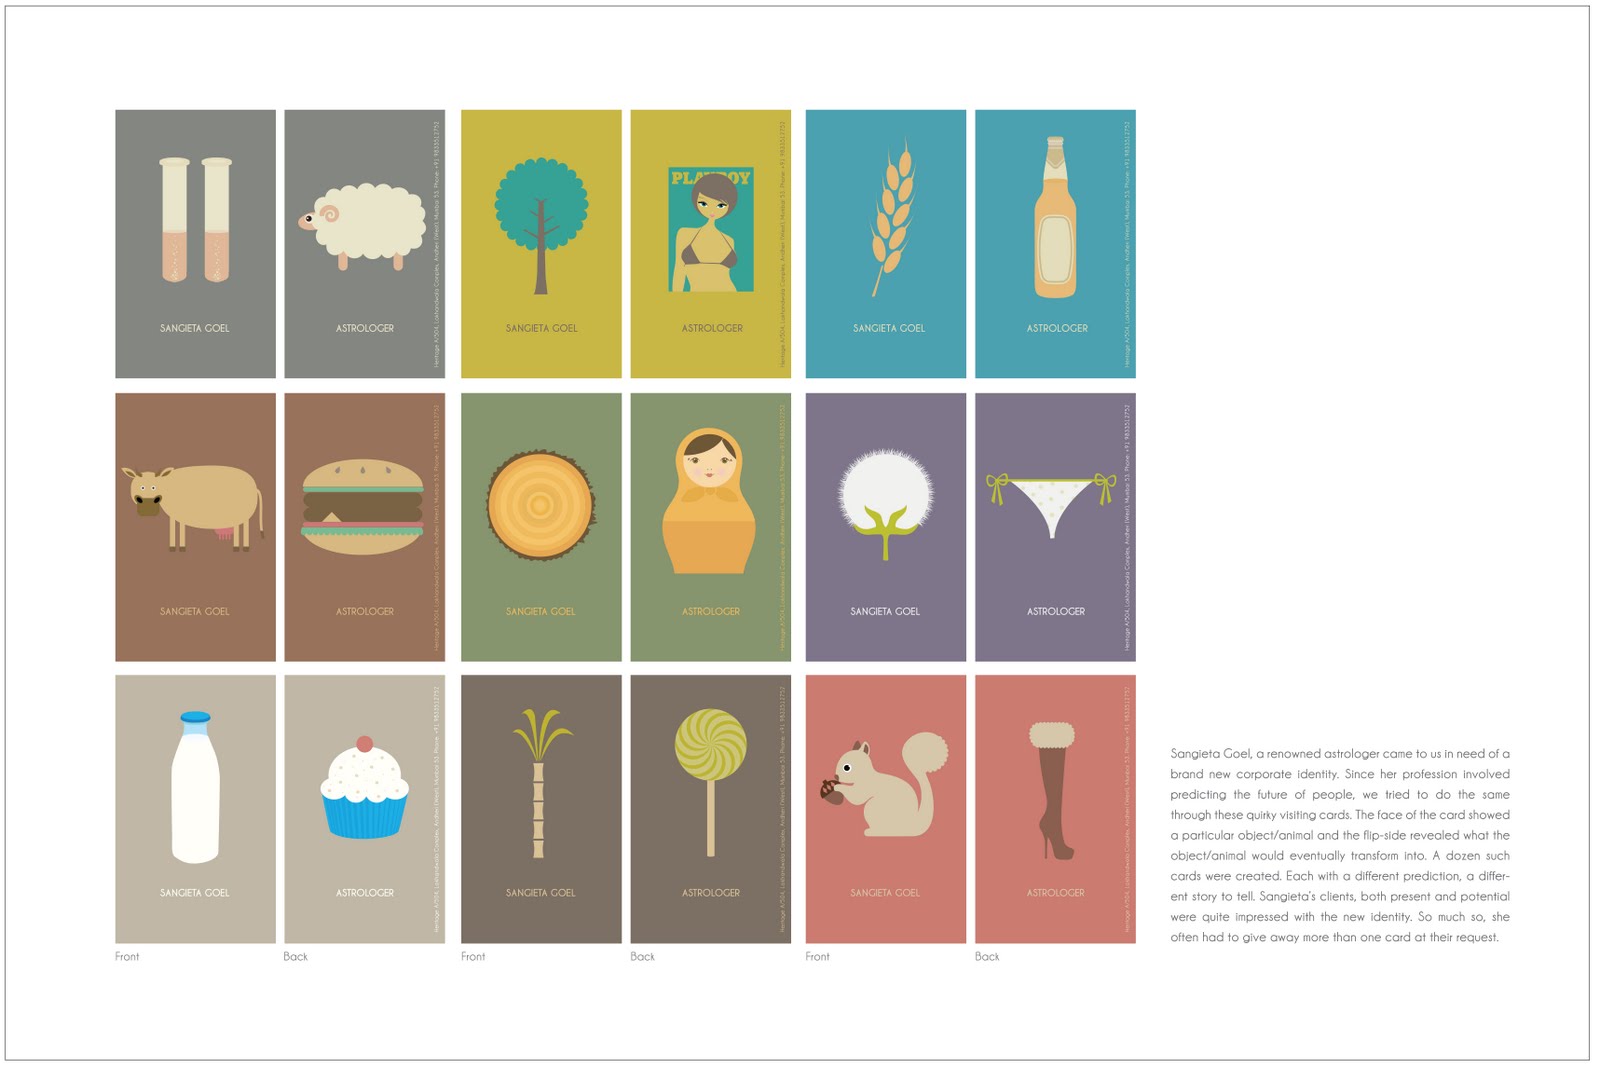 SANGIETA GOEL
ASTROLOGER
Heritage A/504, Lokhandwala Complex, Andheri (West), Mumbai 53. Phone: +91 9833512752
SANGIETA GOEL
PLAYBOY
ASTROLOGER
Heritage A/504, Lokhandwala Complex, Andheri (West), Mumbai 53. Phone: +91 9833512752
SANGIETA GOEL
ASTROLOGER
Heritage A/504, Lokhandwala Complex, Andheri (West), Mumbai 53. Phone: +91 9833512752
SANGIETA GOEL
ASTROLOGER
Heritage A/504, Lokhandwala Complex, Andheri (West), Mumbai 53. Phone: +91 9833512752
SANGIETA GOEL
ASTROLOGER
Heritage A/504, Lokhandwala Complex, Andheri (West), Mumbai 53. Phone: +91 9833512752
SANGIETA GOEL
ASTROLOGER
Heritage A/504, Lokhandwala Complex, Andheri (West), Mumbai 53. Phone: +91 9833512752
SANGIETA GOEL
ASTROLOGER
Heritage A/504, Lokhandwala Complex, Andheri (West), Mumbai 53. Phone: +91 9833512752
SANGIETA GOEL
ASTROLOGER
Heritage A/504, Lokhandwala Complex, Andheri (West), Mumbai 53. Phone: +91 9833512752
SANGIETA GOEL
ASTROLOGER
Heritage A/504, Lokhandwala Complex, Andheri (West), Mumbai 53. Phone: +91 9833512752
Front
Back
Front
Back
Front
Back
Sangieta Goel, a renowned astrologer came to us in need of a
brand new corporate identity. Since her profession involved
predicting the future of people, we tried to do the same
through these quirky visiting cards. The face of the card showed
a particular object/animal and the flip-side revealed what the
object/animal would eventually transform into. A dozen such
cards were created. Each with a different prediction, a differ-
ent story to tell. Sangieta's clients, both present and potential
were quite impressed with the new identity. So much so, she
often had to give away more than one card at their request.